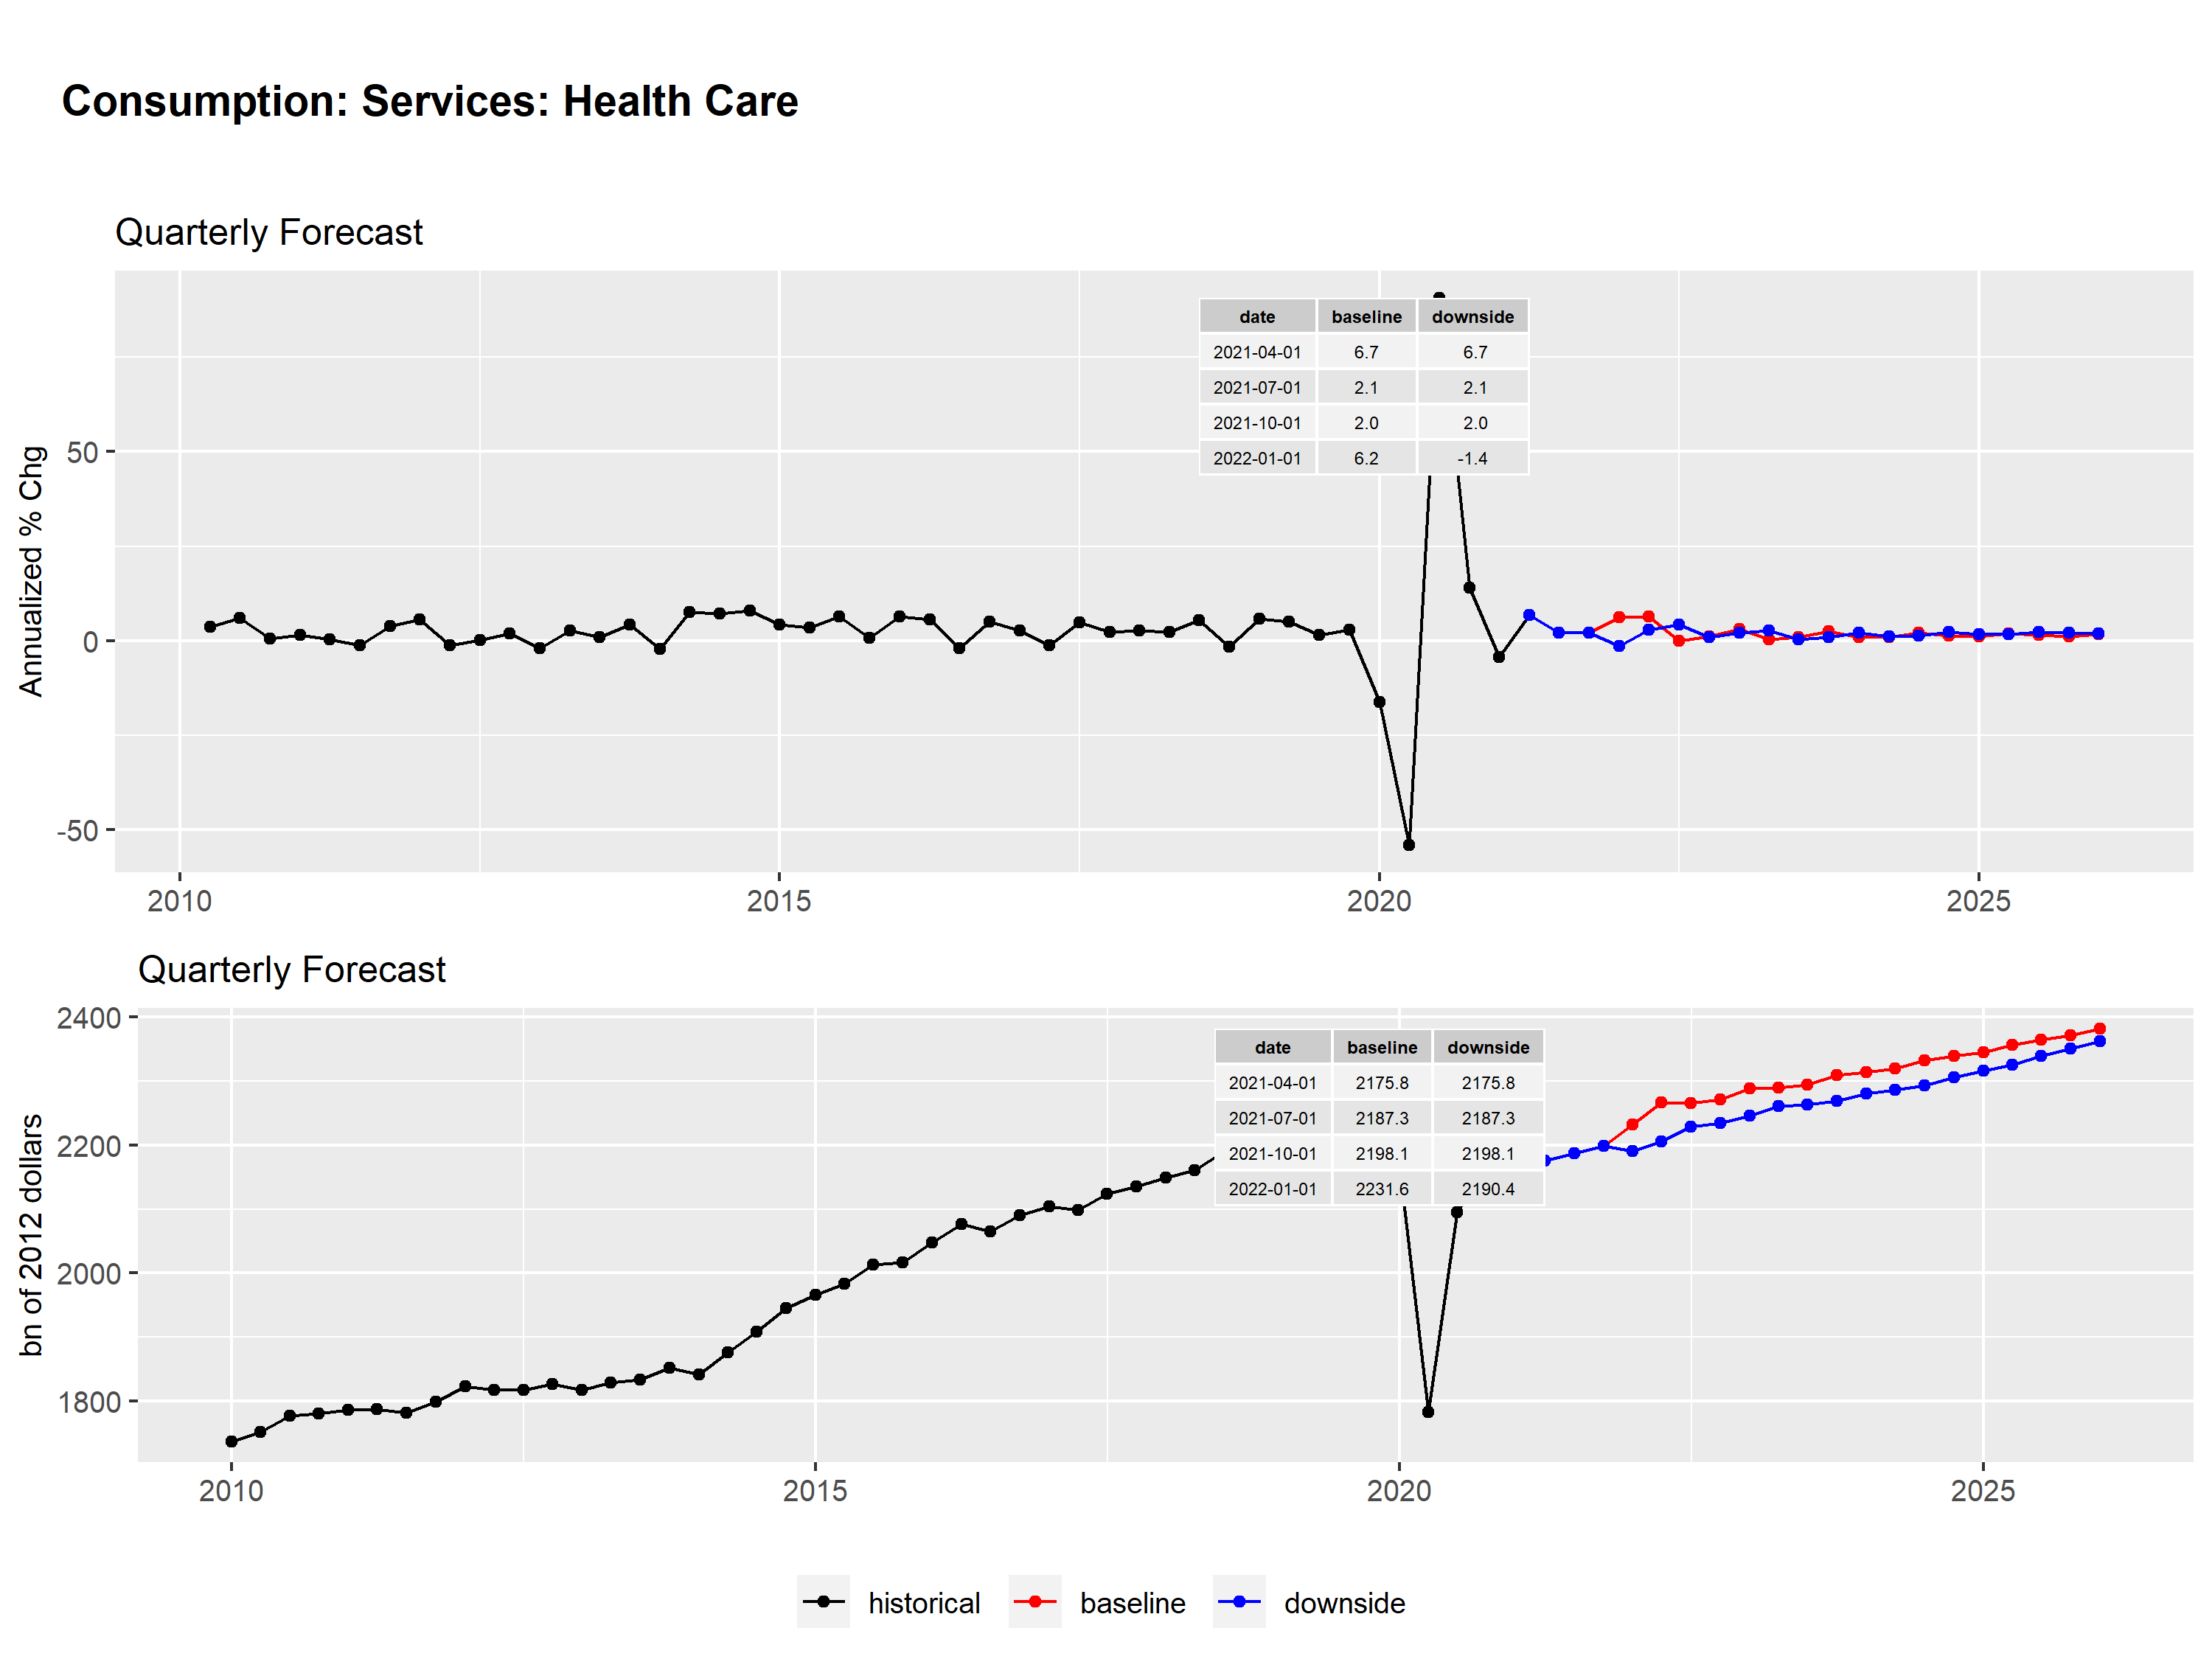 Consumption: Services: Health Care
Quarterly Forecast
Annualized % Chg
50
0
-50
date baseline downside
2021-04-01 6.7 6.7
2021-07-01 2.1 2.1
2021-10-01 2.0 2.0
2022-01-01 6.2 -1.4
2010 2015 2020 2025
Quarterly Forecast
bn of 2012 dollars
2400
2200
2000
1800
date baseline downside
2021-04-01 2175.8 2175.8
2021-07-01 2187.3 2187.3
2021-10-01 2198.1 2198.1
2022-01-01 2231.6 2190.4
2010 2015 2020 2025
historical baseline downside